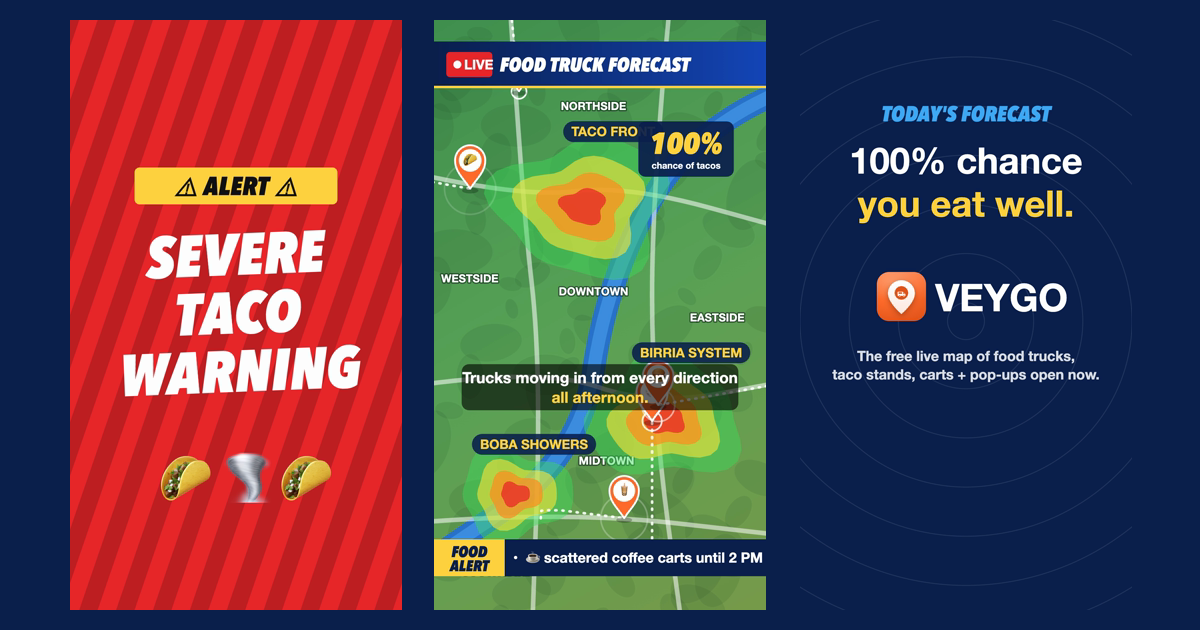 ALERT
SEVERE
TACO
WARNING
LIVE
FOOD TRUCK FORECAST
NORTHSIDE
TACO FRO
100%
chance of tacos
WESTSIDE
DOWNTOWN
EASTSIDE
BIRRIA SYSTEM
Trucks moving in from every direction
all afternoon.
BOBA SHOWERS
MIDTOWN
FOOD
ALERT
• scattered coffee carts until 2 PM
TODAY'S FORECAST
100% chance
you eat well.
VEYGO
The free live map of food trucks,
taco stands, carts + pop-ups open now.